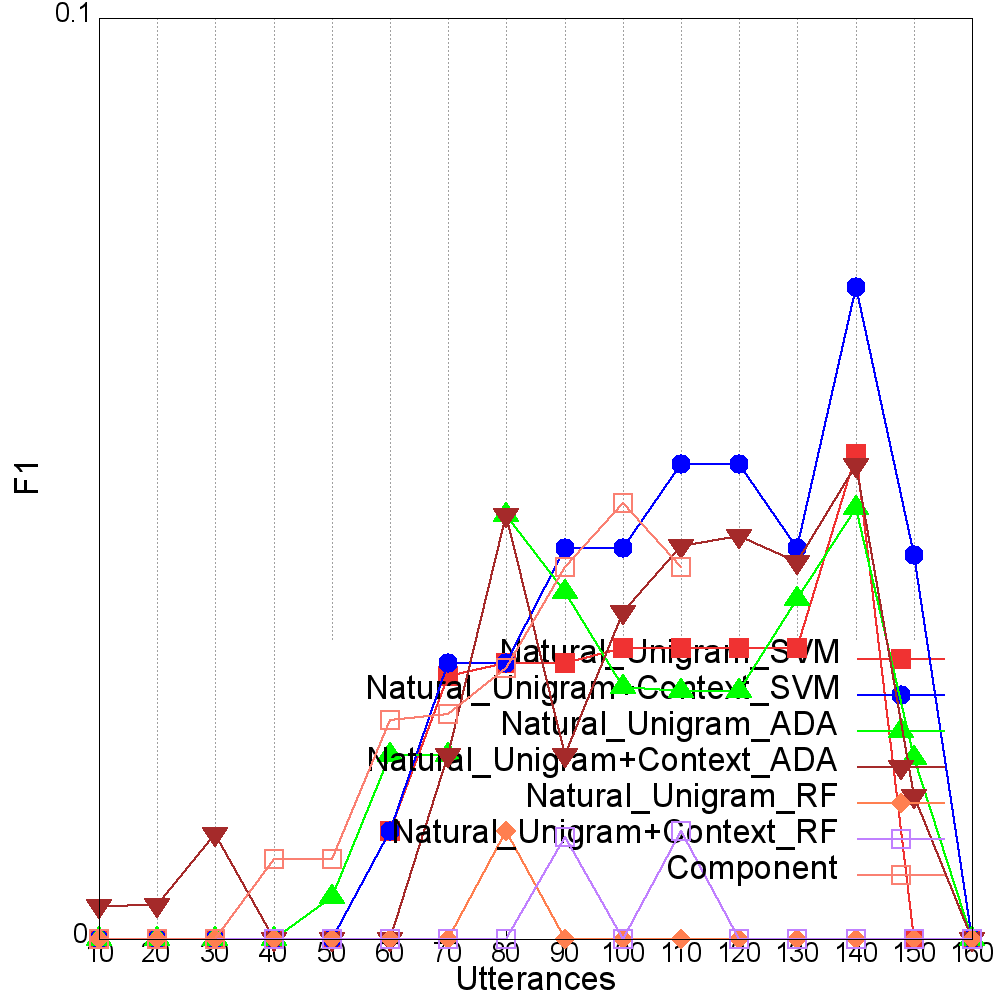 0.1
F1
Natural_Unigram_SVM
Natural_Unigram+Context_SVM
Natural_Unigram_ADA
Natural_Unigram+Context_ADA
Natural_Unigram_RF
Natural_Unigram+Context_RF
Component
0
10 20 30 40 50 60 70 80 90 100 110 120 130 140 150 160
Utterances